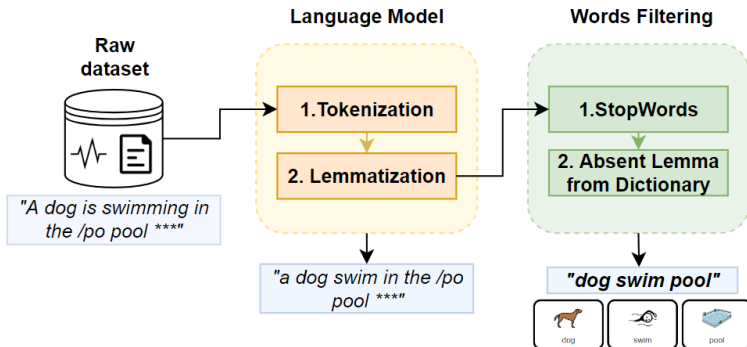 Raw
dataset
Language Model
Words Filtering
1.Tokenization
2. Lemmatization
1.StopWords
2. Absent Lemma
from Dictionary
"A dog is swimming in
the /po pool ***"
"a dog swim in the /po
pool ***"
"dog swim pool"
dog
swim
pool